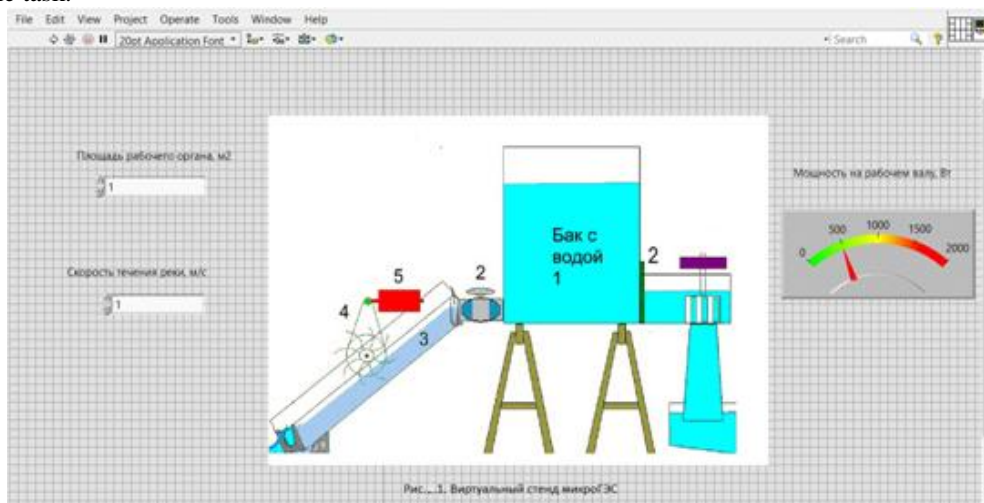 File Edit View Project Operate Tools Window Help
20pt Application Font
Search
Площадь рабочего органа, м2
1
Скорость течения реки, м/с
1
Бак с
водой
1
2
2
3
4
5
Мощность на рабочем валу, Вт
0 500 1000 1500 2000
Рис....1. Виртуальный стенд микроГЭС